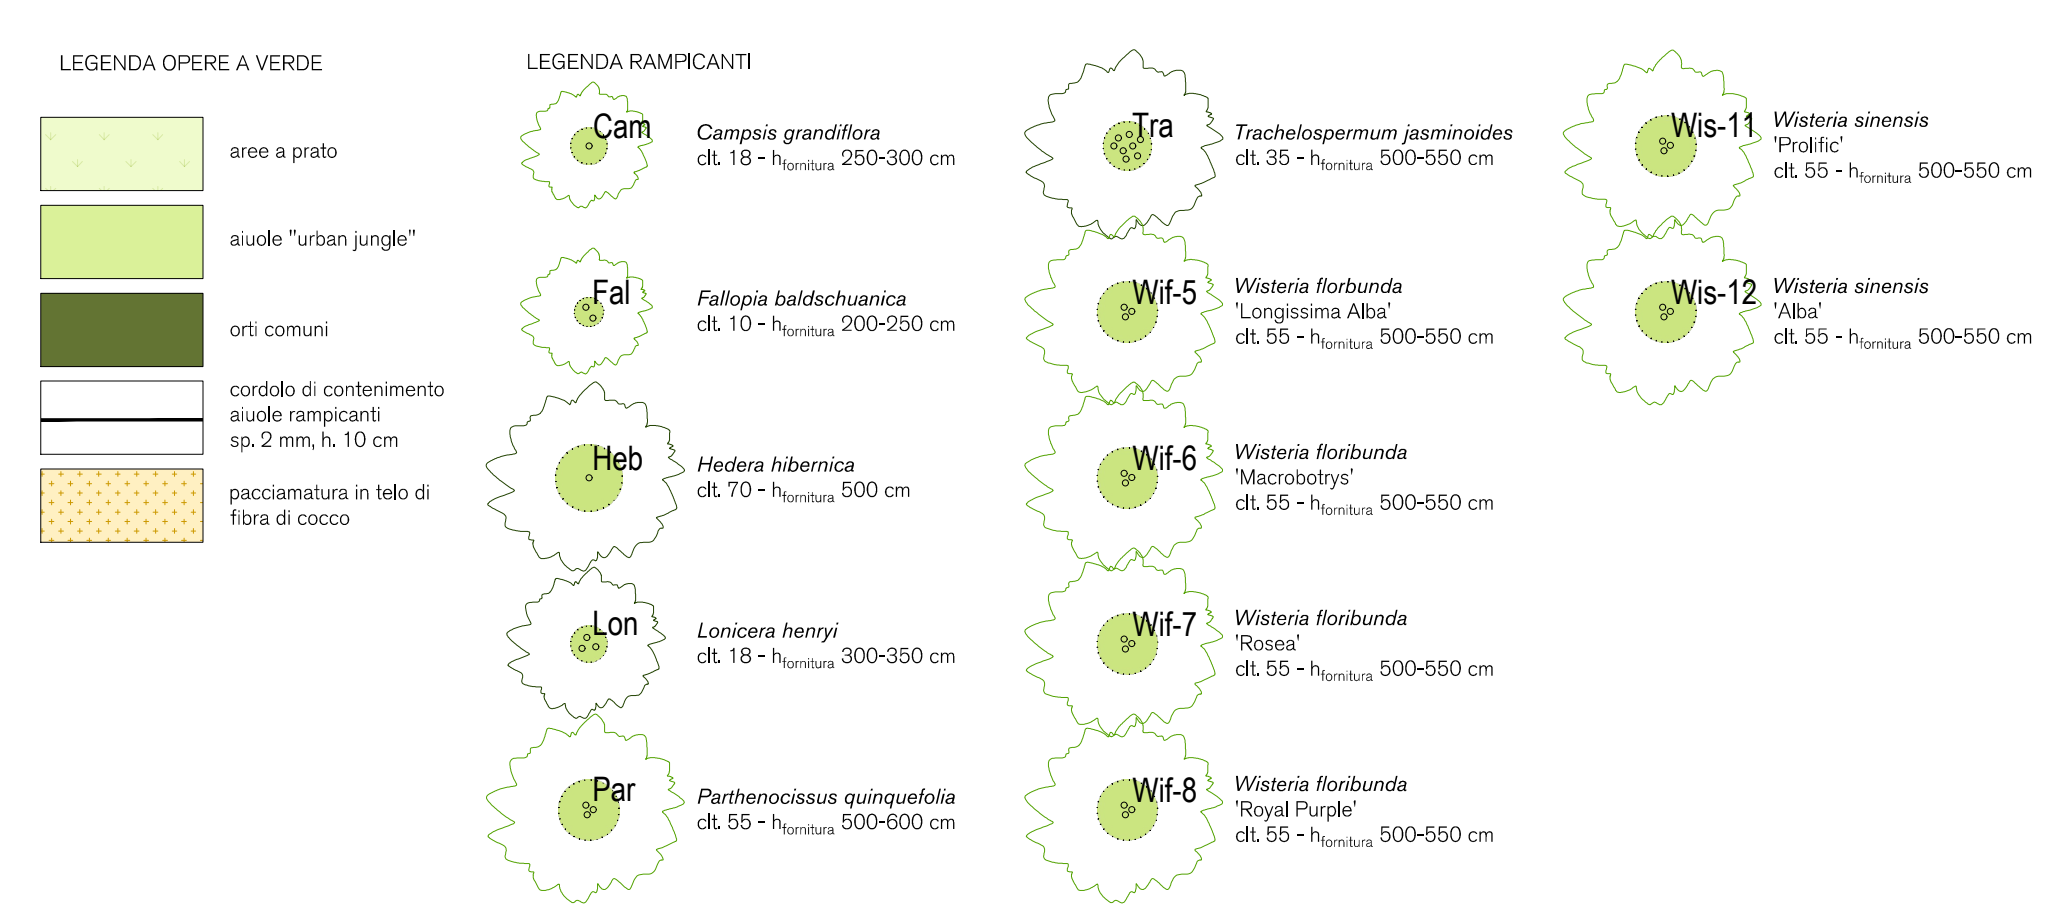 LEGENDA OPERE A VERDE
aree a prato
aiuole "urban jungle"
orti comuni
cordolo di contenimento
aiuole rampicanti
sp. 2 mm, h. 10 cm
pacciamatura in telo di
fibra di cocco
LEGENDA RAMPICANTI
Cam
Campsis grandiflora
clt. 18 - hfornitura 250-300 cm
Fal
Fallopia baldschuanica
clt. 10 - hfornitura 200-250 cm
Heb
Hedera hibernica
clt. 70 - hfornitura 500 cm
Lon
Lonicera henryi
clt. 18 - hfornitura 300-350 cm
Par
Parthenocissus quinquefolia
clt. 55 - hfornitura 500-600 cm
Tra
Trachelospermum jasminoides
clt. 35 - hfornitura 500-550 cm
Wif-5
Wisteria florbunda
'Longissima Alba'
clt. 55 - hfornitura 500-550 cm
Wif-6
Wisteria floribunda
'Macrobotrys'
clt. 55 - hfornitura 500-550 cm
Wif-7
Wisteria floribunda
'Rosea'
clt. 55 - hfornitura 500-550 cm
Wif-8
Wisteria floribunda
'Royal Purple'
clt. 55 - hfornitura 500-550 cm
Wis-11
Wisteria sinensis
'Prolific'
clt. 55 - hfornitura 500-550 cm
Wis-12
Wisteria sinensis
'Alba'
clt. 55 - hfornitura 500-550 cm